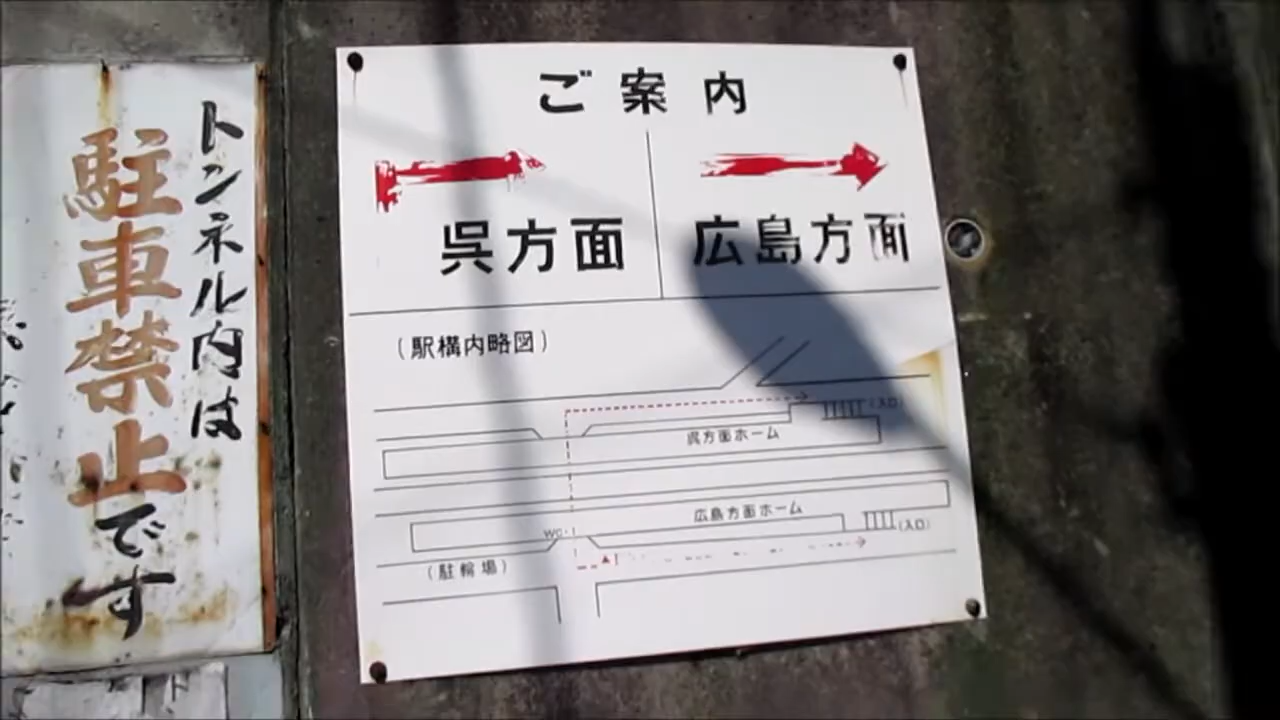 トンネル内は
駐車禁止です
ご案内
呉方面
広島方面
(駅構内略図)
(入口)
呉方面ホーム
広島方面ホーム
(入口)
WC
(駐輪場)